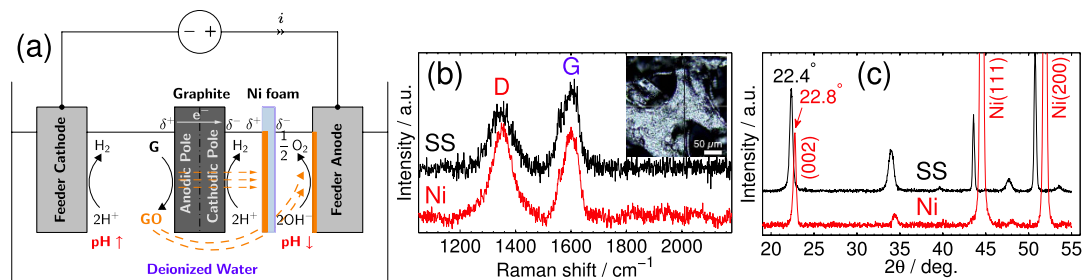 (a)
− +
i
Graphite
Ni foam
e⁻
δ⁺ δ⁻ δ⁺ δ⁻
Feeder Cathode
H₂
2H⁺
pH ↑
G
GO
Anodic Pole
Cathodic Pole
H₂
2H⁺
1/2 O₂
2OH⁻
pH ↓
Feeder Anode
Deionized Water
(b)
D
G
SS
Ni
50 µm
Intensity / a.u.
1200 1400 1600 1800 2000
Raman shift / cm⁻¹
(c)
22.4°
22.8°
(002)
Ni(111)
Ni(200)
SS
Ni
Intensity / a.u.
20 25 30 35 40 45 50 55
2θ / deg.